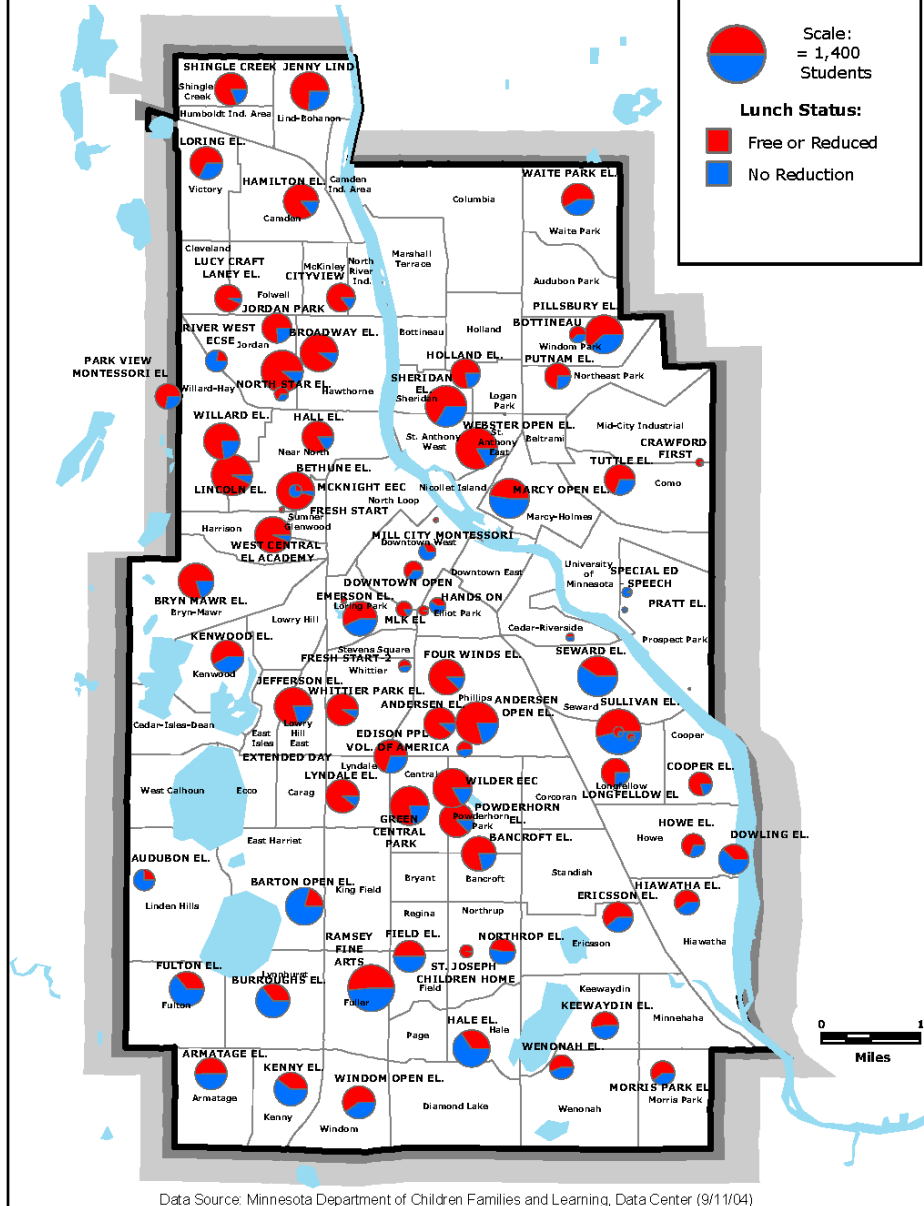 Scale:
= 1,400
Students
Lunch Status:
Free or Reduced
No Reduction
SHINGLE CREEK
JENNY LIND
Shingle
Creek
Humboldt Ind. Area
Lind-Bohanon
LORING EL.
Victory
HAMILTON EL.
Camden
Camden
Ind. Area
WAITE PARK EL.
Columbia
Waite Park
Cleveland
LUCY CRAFT
LANEY EL.
McKinley
CITYVIEW
North
River
Ind.
Marshall
Terrace
Audubon Park
Folwell
JORDAN PARK
PILLSBURY EL.
RIVER WEST
ECSE
Jordan
BROADWAY EL.
Bottineau
Holland
BOTTINEAU
Windom Park
PARK VIEW
MONTESSORI EL
HOLLAND EL.
PUTNAM EL.
Willard-Hay
NORTH STAR EL.
Hawthorne
SHERIDAN
EL.
Sheridan
Northeast Park
Logan
Park
WILLARD EL.
HALL EL.
WEBSTER OPEN EL.
St. Anthony
West
St.
Anthony
East
Beltrami
Mid-City Industrial
CRAWFORD
FIRST
Near North
BETHUNE EL.
TUTTLE EL.
Como
LINCOLN EL.
MCKNIGHT EEC
Nicollet Island
MARCY OPEN EL.
North Loop
FRESH START
Sumner
Glenwood
Marcy-Holmes
Harrison
WEST CENTRAL
EL ACADEMY
MILL CITY MONTESSORI
Downtown West
DOWNTOWN OPEN
Downtown East
University
of
Minnesota
SPECIAL ED
SPEECH
BRYN MAWR EL.
Bryn-Mawr
EMERSON EL.
Loring Park
HANDS ON
Elliot Park
PRATT EL.
Lowry Hill
MLK EL
Cedar-Riverside
Prospect Park
KENWOOD EL.
Kenwood
Stevens Square
FRESH START-2
Whittier
FOUR WINDS EL.
SEWARD EL.
JEFFERSON EL.
WHITTIER PARK EL.
Phillips
ANDERSEN EL.
ANDERSEN
OPEN EL.
Seward
SULLIVAN EL.
Cedar-Isles-Dean
East
Isles
Lowry
Hill
East
EDISON PPL
VOL. OF AMERICA
Cooper
EXTENDED DAY
Lyndale
Central
COOPER EL.
LYNDALE EL.
WILDER EEC
Longfellow
LONGFELLOW EL
West Calhoun
Ecco
Carag
Corcoran
GREEN
CENTRAL
PARK
POWDERHORN
EL.
Powderhorn
Park
HOWE EL.
Howe
DOWLING EL.
East Harriet
BANCROFT EL.
AUDUBON EL.
Bryant
Bancroft
Standish
HIAWATHA EL.
Linden Hills
BARTON OPEN EL.
King Field
ERICSSON EL.
Regina
Northrup
Hiawatha
RAMSEY
FINE
ARTS
FIELD EL.
NORTHROP EL.
Ericsson
FULTON EL.
Lynnhurst
BURROUGHS EL.
ST. JOSEPH
CHILDREN HOME
Field
Fulton
Fuller
Keewaydin
KEEWAYDIN EL.
Minnehaha
HALE EL.
Hale
Page
WENONAH EL.
0
1
Miles
ARMATAGE EL.
Armatage
KENNY EL.
Kenny
WINDOM OPEN EL.
Windom
Diamond Lake
Wenonah
MORRIS PARK EL
Morris Park
Data Source: Minnesota Department of Children Families and Learning, Data Center (9/11/04)